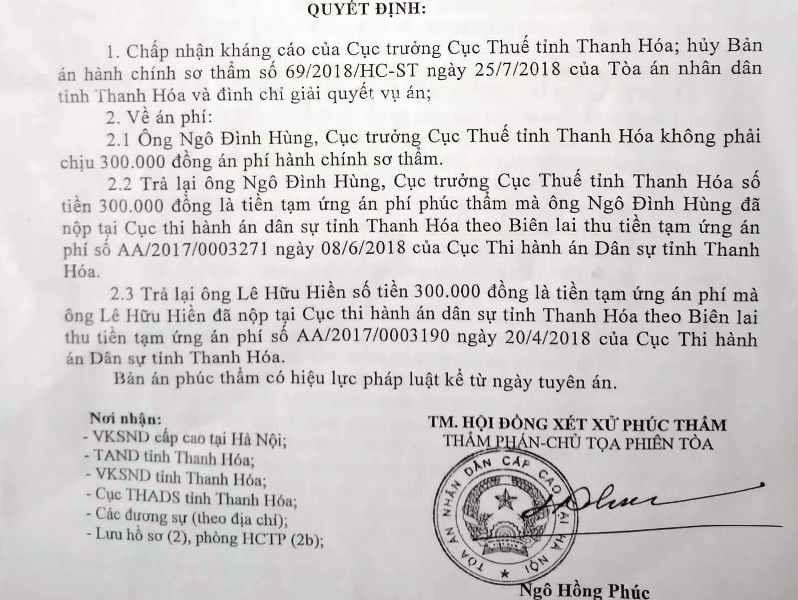 QUYẾT ĐỊNH:
1. Chấp nhận kháng cáo của Cục trưởng Cục Thuế tỉnh Thanh Hóa; hủy Bản
án hành chính sơ thẩm số 69/2018/HC-ST ngày 25/7/2018 của Tòa án nhân dân
tỉnh Thanh Hóa và đình chỉ giải quyết vụ án;
2. Về án phí:
2.1 Ông Ngô Đình Hùng, Cục trưởng Cục Thuế tỉnh Thanh Hóa không phải
chịu 300.000 đồng án phí hành chính sơ thẩm.
2.2 Trả lại ông Ngô Đình Hùng, Cục trưởng Cục Thuế tỉnh Thanh Hóa số
tiền 300.000 đồng là tiền tạm ứng án phí phúc thẩm mà ông Ngô Đình Hùng đã
nộp tại Cục thi hành án dân sự tỉnh Thanh Hóa theo Biên lai thu tiền tạm ứng án
phí số AA/2017/0003271 ngày 08/6/2018 của Cục Thi hành án Dân sự tỉnh Thanh
Hóa.
2.3 Trả lại ông Lê Hữu Hiền số tiền 300.000 đồng là tiền tạm ứng án phí mà
ông Lê Hữu Hiền đã nộp tại Cục thi hành án dân sự tỉnh Thanh Hóa theo Biên lai
thu tiền tạm ứng án phí số AA/2017/0003190 ngày 20/4/2018 của Cục Thi hành
án Dân sự tỉnh Thanh Hóa.
Bản án phúc thẩm có hiệu lực pháp luật kể từ ngày tuyên án.
Nơi nhận:
- VKSND cấp cao tại Hà Nội;
- TAND tỉnh Thanh Hóa;
- VKSND tỉnh Thanh Hóa;
- Cục THADS tỉnh Thanh Hóa;
- Các đương sự (theo địa chỉ);
- Lưu hồ sơ (2), phòng HCTP (2b);
TM. HỘI ĐỒNG XÉT XỬ PHÚC THẨM
THẨM PHÁN-CHỦ TỌA PHIÊN TÒA
TÒA ÁN NHÂN DÂN CẤP CAO TẠI HÀ NỘI
Ngô Hồng Phúc